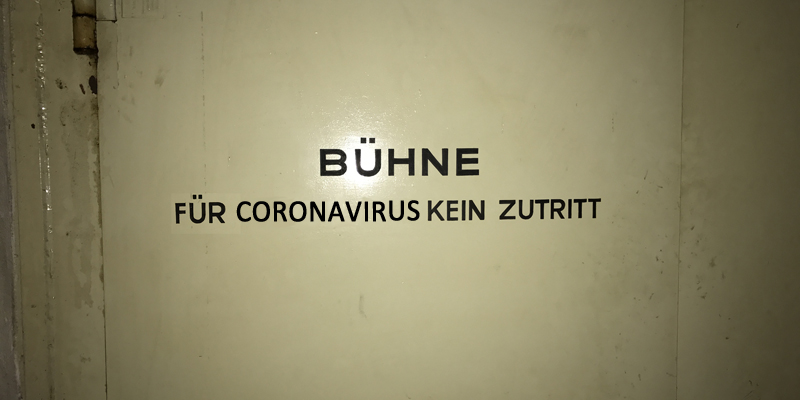 BÜHNE
FÜR CORONAVIRUS KEIN ZUTRITT